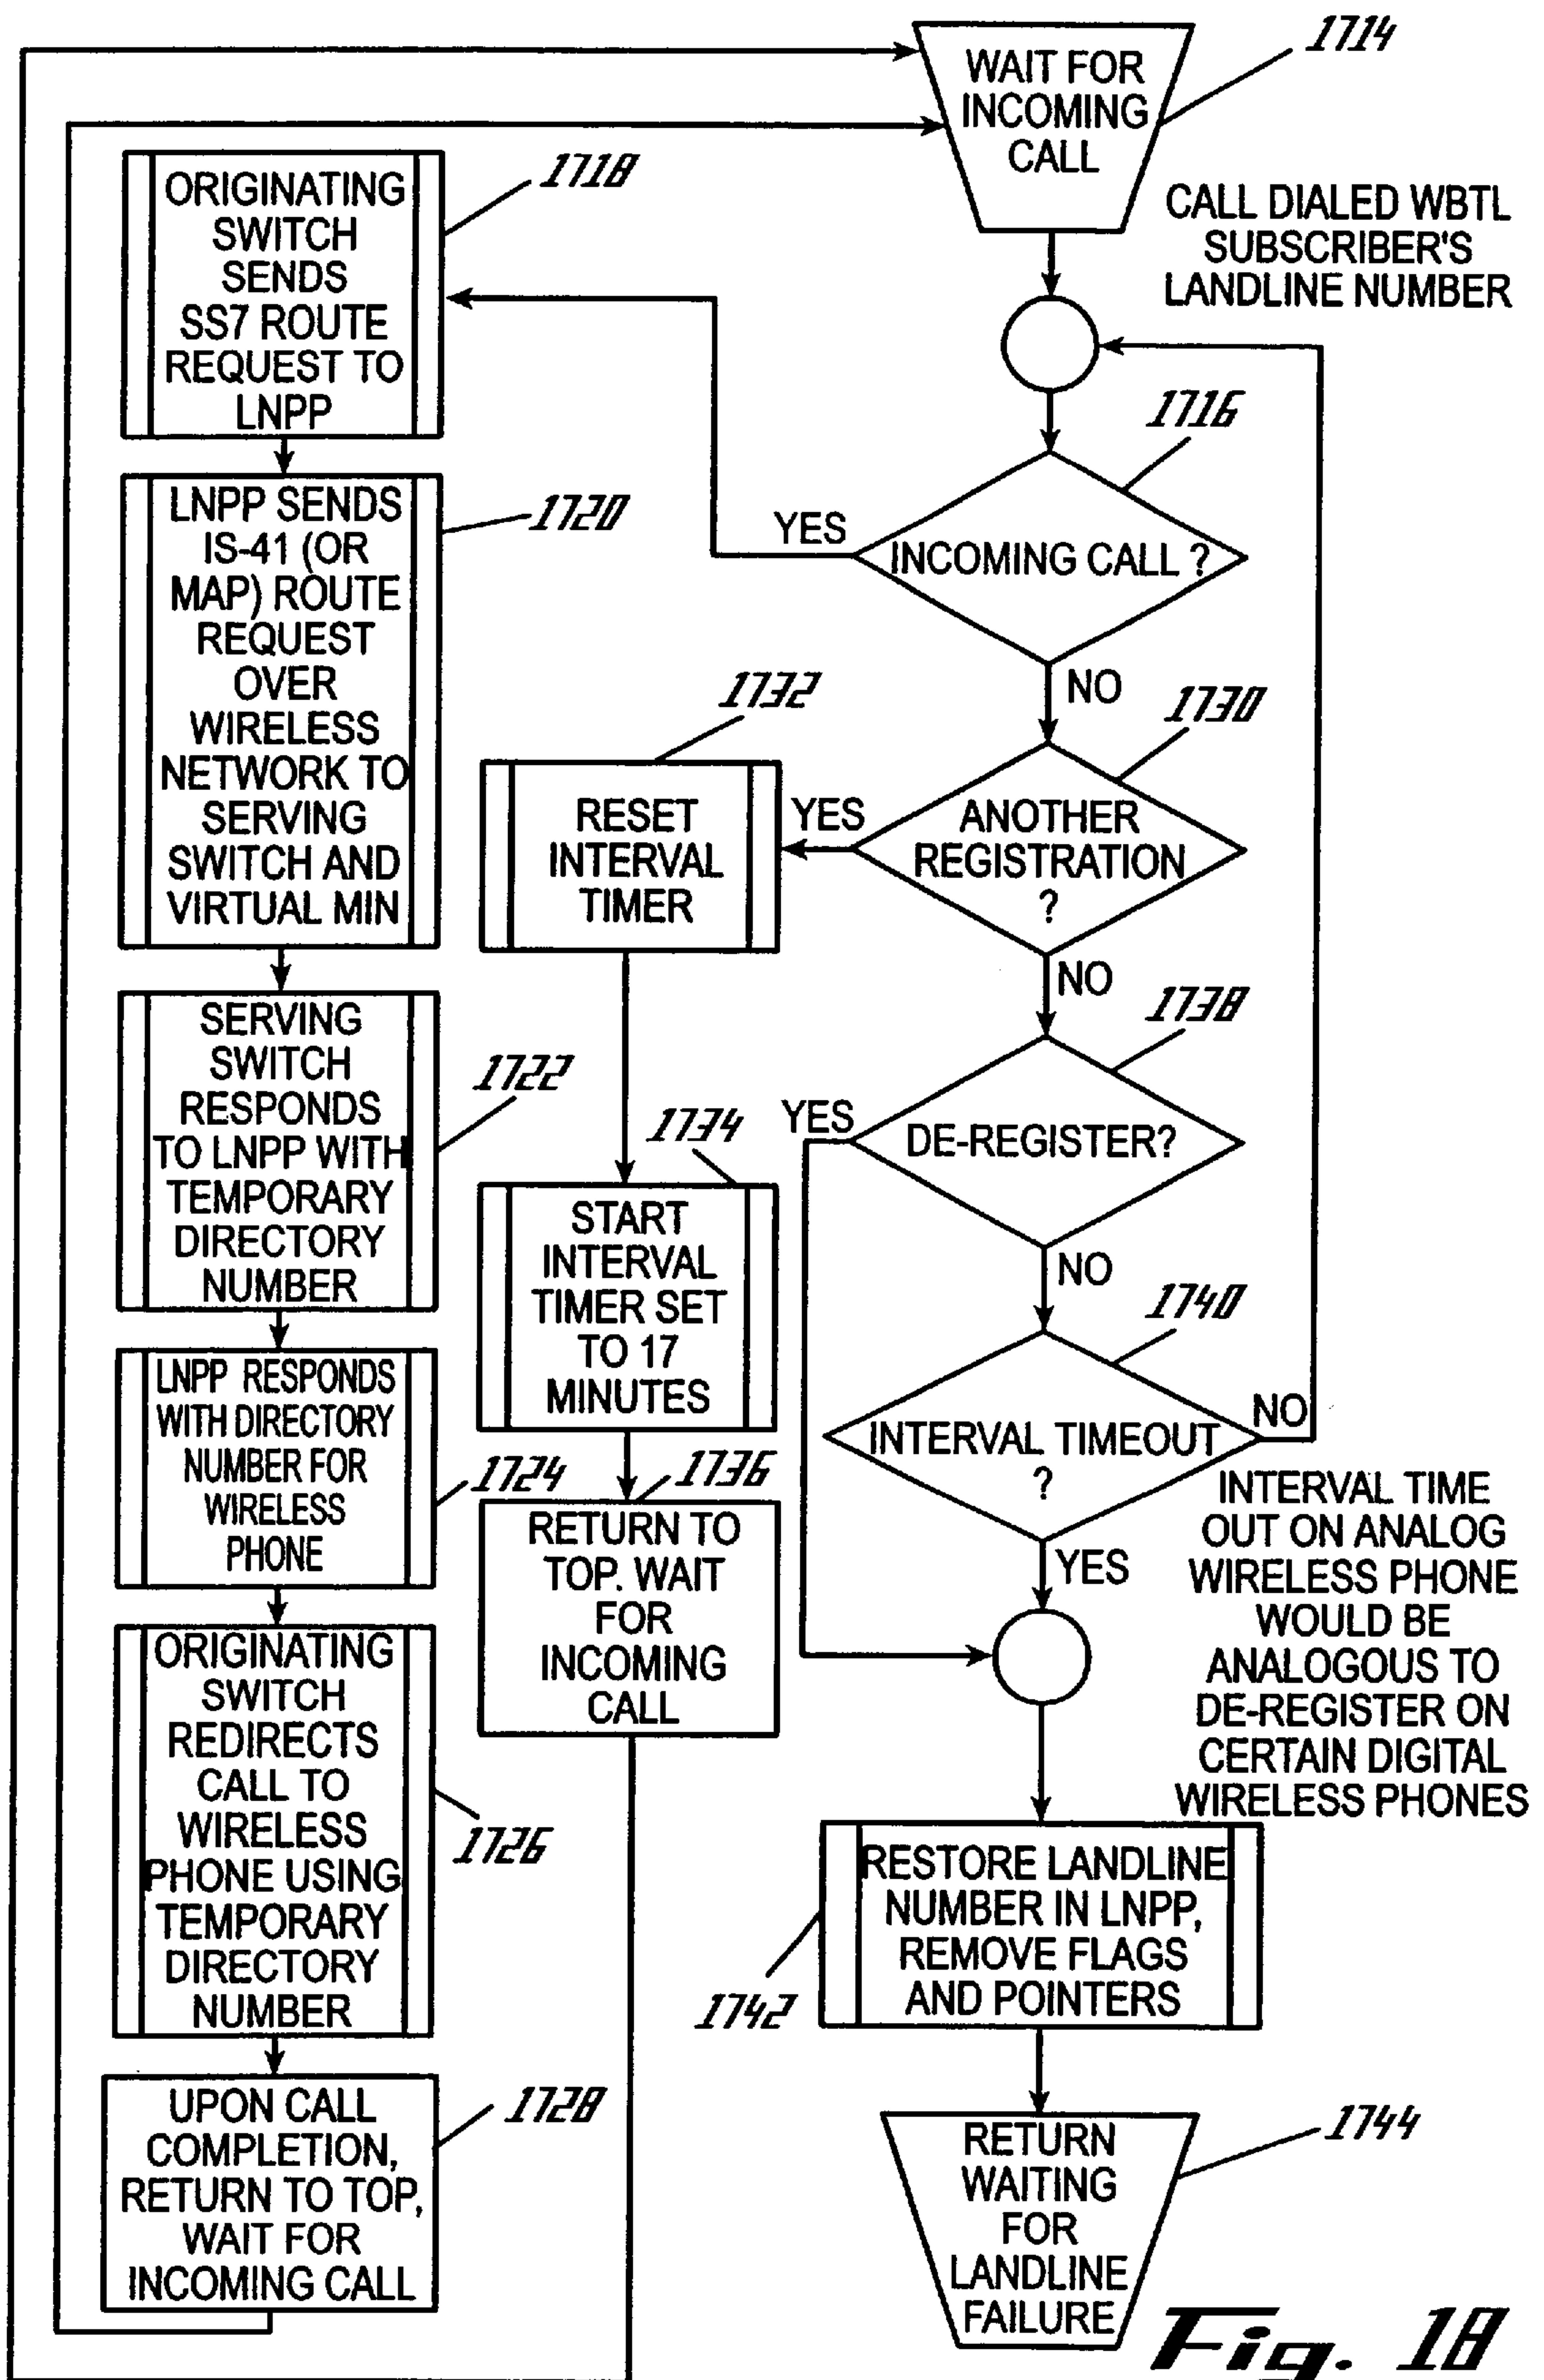 1714
WAIT FOR
INCOMING
CALL
CALL DIALED WBTL
SUBSCRIBER'S
LANDLINE NUMBER
1718
ORIGINATING
SWITCH
SENDS
SS7 ROUTE
REQUEST TO
LNPP
1716
YES
INCOMING CALL ?
NO
1720
LNPP SENDS
IS-41 (OR
MAP) ROUTE
REQUEST
OVER
WIRELESS
NETWORK TO
SERVING
SWITCH AND
VIRTUAL MIN
1732
RESET
INTERVAL
TIMER
1730
YES
ANOTHER
REGISTRATION
?
NO
1722
SERVING
SWITCH
RESPONDS
TO LNPP WITH
TEMPORARY
DIRECTORY
NUMBER
1734
START
INTERVAL
TIMER SET
TO 17
MINUTES
1738
YES
DE-REGISTER?
NO
1740
INTERVAL TIMEOUT
?
NO
YES
1724
LNPP RESPONDS
WITH DIRECTORY
NUMBER FOR
WIRELESS
PHONE
1736
RETURN TO
TOP. WAIT
FOR
INCOMING
CALL
INTERVAL TIME
OUT ON ANALOG
WIRELESS PHONE
WOULD BE
ANALOGOUS TO
DE-REGISTER ON
CERTAIN DIGITAL
WIRELESS PHONES
1726
ORIGINATING
SWITCH
REDIRECTS
CALL TO
WIRELESS
PHONE USING
TEMPORARY
DIRECTORY
NUMBER
1742
RESTORE LANDLINE
NUMBER IN LNPP,
REMOVE FLAGS
AND POINTERS
1728
UPON CALL
COMPLETION,
RETURN TO TOP,
WAIT FOR
INCOMING CALL
1744
RETURN
WAITING
FOR
LANDLINE
FAILURE
Fig. 18